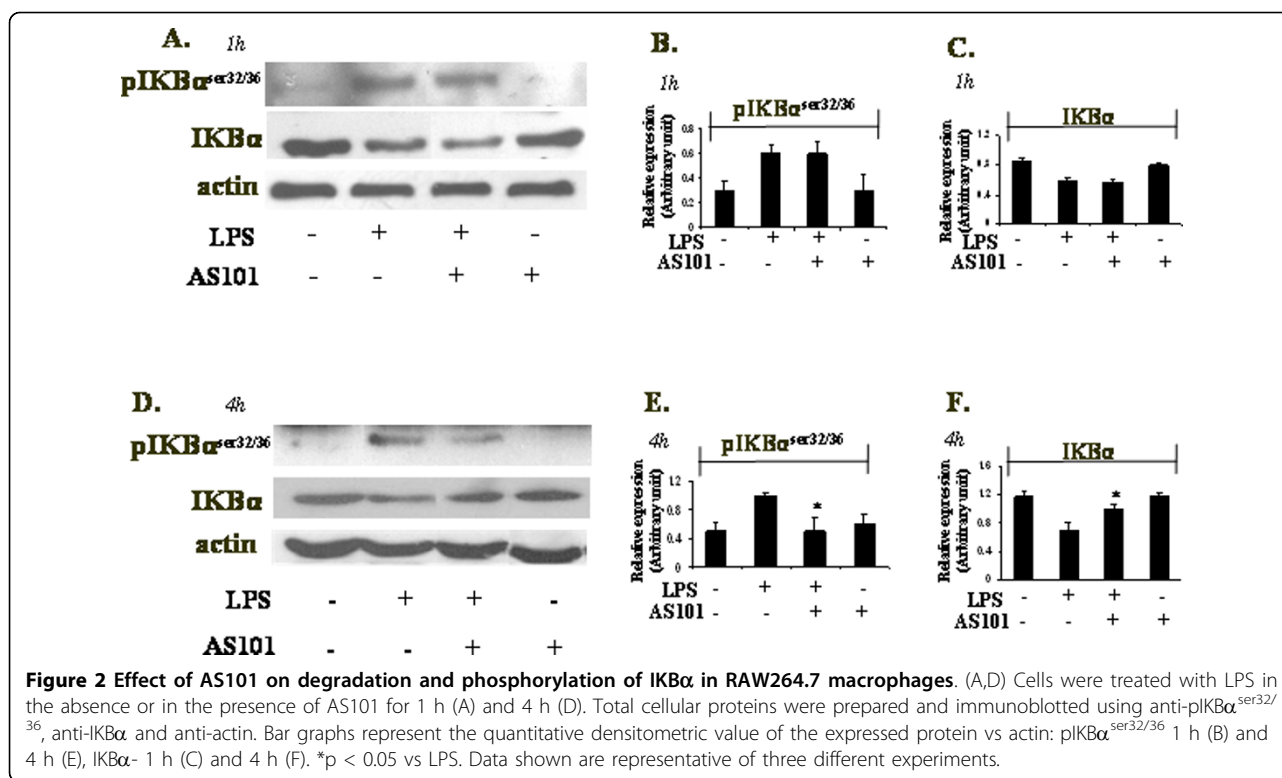 A. 1h
pIKBα ser32/36
IKBα
actin
LPS - + + -
AS101 - - + +
B.
1h
pIKBα ser32/36
Relative expression
(Arbitrary unit)
0.8
0.6
0.4
0.2
0
LPS - + + -
AS101 - - + +
C.
1h
IKBα
Relative expression
(Arbitrary unit)
1.2
0.8
0.4
0
LPS - + + -
AS101 - - + +
D. 4h
pIKBα ser32/36
IKBα
actin
LPS - + + -
AS101 - - + +
E.
4h
pIKBα ser32/36
Relative expression
(Arbitrary unit)
1.2
0.8
0.4
0
LPS - + + -
AS101 - - + +
*
F.
4h
IKBα
Relative expression
(Arbitrary unit)
1.6
1.2
0.8
0.4
0
LPS - + + -
AS101 - - + +
*
Figure 2 Effect of AS101 on degradation and phosphorylation of IKBα in RAW264.7 macrophages. (A,D) Cells were treated with LPS in
the absence or in the presence of AS101 for 1 h (A) and 4 h (D). Total cellular proteins were prepared and immunoblotted using anti-pIKBα ser32/
36, anti-IKBα and anti-actin. Bar graphs represent the quantitative densitometric value of the expressed protein vs actin: pIKBα ser32/36 1 h (B) and
4 h (E), IKBα- 1 h (C) and 4 h (F). *p < 0.05 vs LPS. Data shown are representative of three different experiments.